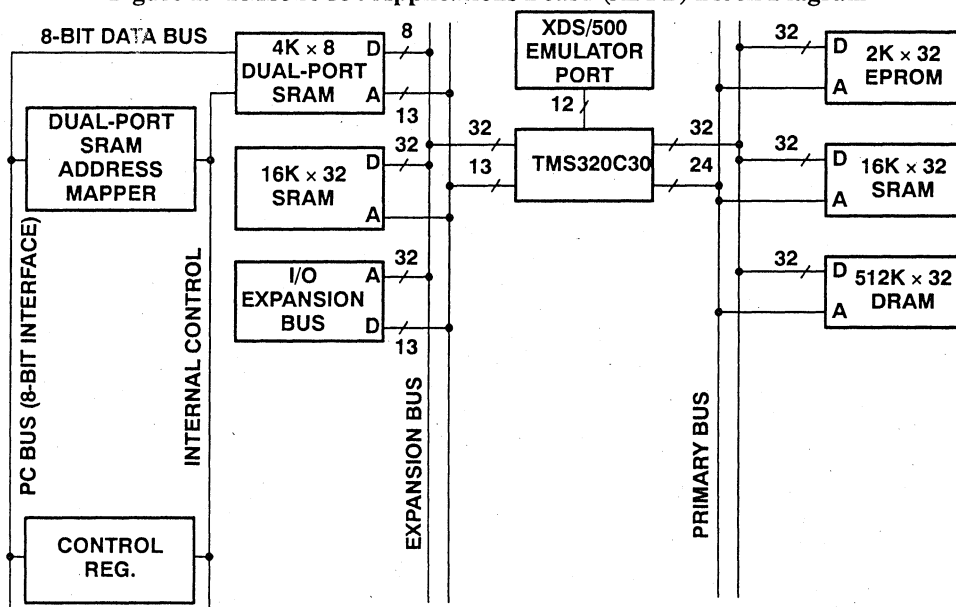 8-BIT DATA BUS
4K × 8
DUAL-PORT
SRAM
D
A
8
13
DUAL-PORT
SRAM
ADDRESS
MAPPER
16K × 32
SRAM
D
A
32
I/O
EXPANSION
BUS
A
D
32
13
PC BUS (8-BIT INTERFACE)
INTERNAL CONTROL
CONTROL
REG.
EXPANSION BUS
XDS/500
EMULATOR
PORT
12
32
13
TMS320C30
32
24
PRIMARY BUS
32
D
A
2K × 32
EPROM
32
D
A
16K × 32
SRAM
32
D
A
512K × 32
DRAM